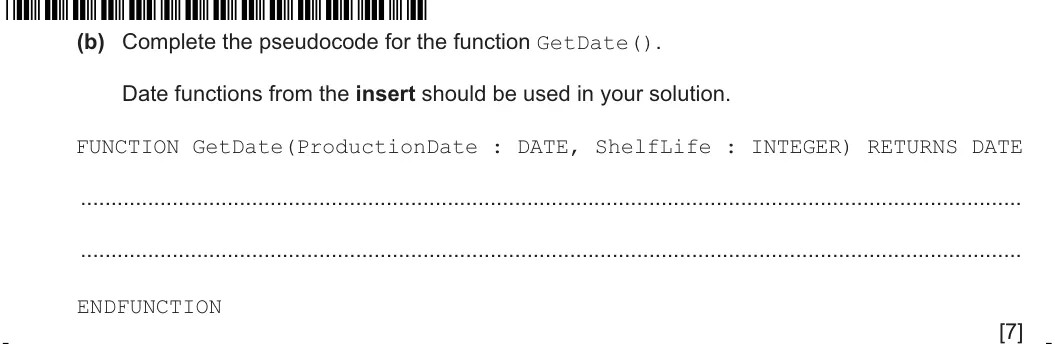 (b) Complete the pseudocode for the function GetDate().
Date functions from the insert should be used in your solution.
FUNCTION GetDate(ProductionDate : DATE, ShelfLife : INTEGER) RETURNS DATE
ENDFUNCTION
[7]